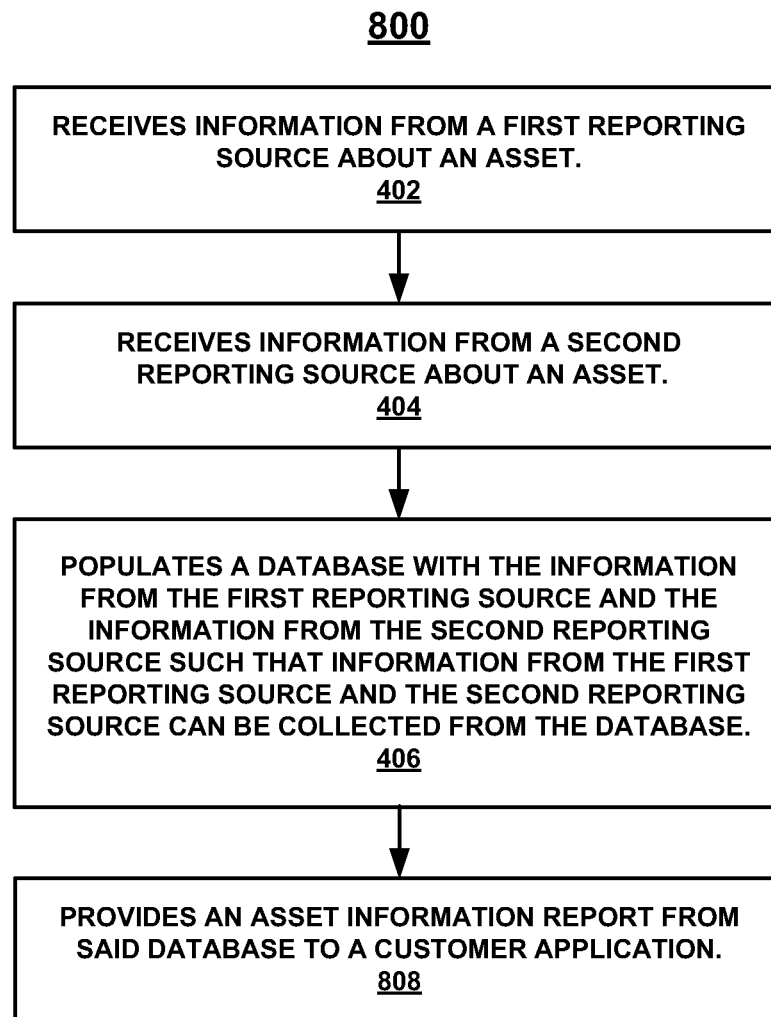 800
RECEIVES INFORMATION FROM A FIRST REPORTING
SOURCE ABOUT AN ASSET.
402
RECEIVES INFORMATION FROM A SECOND
REPORTING SOURCE ABOUT AN ASSET.
404
POPULATES A DATABASE WITH THE INFORMATION
FROM THE FIRST REPORTING SOURCE AND THE
INFORMATION FROM THE SECOND REPORTING
SOURCE SUCH THAT INFORMATION FROM THE FIRST
REPORTING SOURCE AND THE SECOND REPORTING
SOURCE CAN BE COLLECTED FROM THE DATABASE.
406
PROVIDES AN ASSET INFORMATION REPORT FROM
SAID DATABASE TO A CUSTOMER APPLICATION.
808